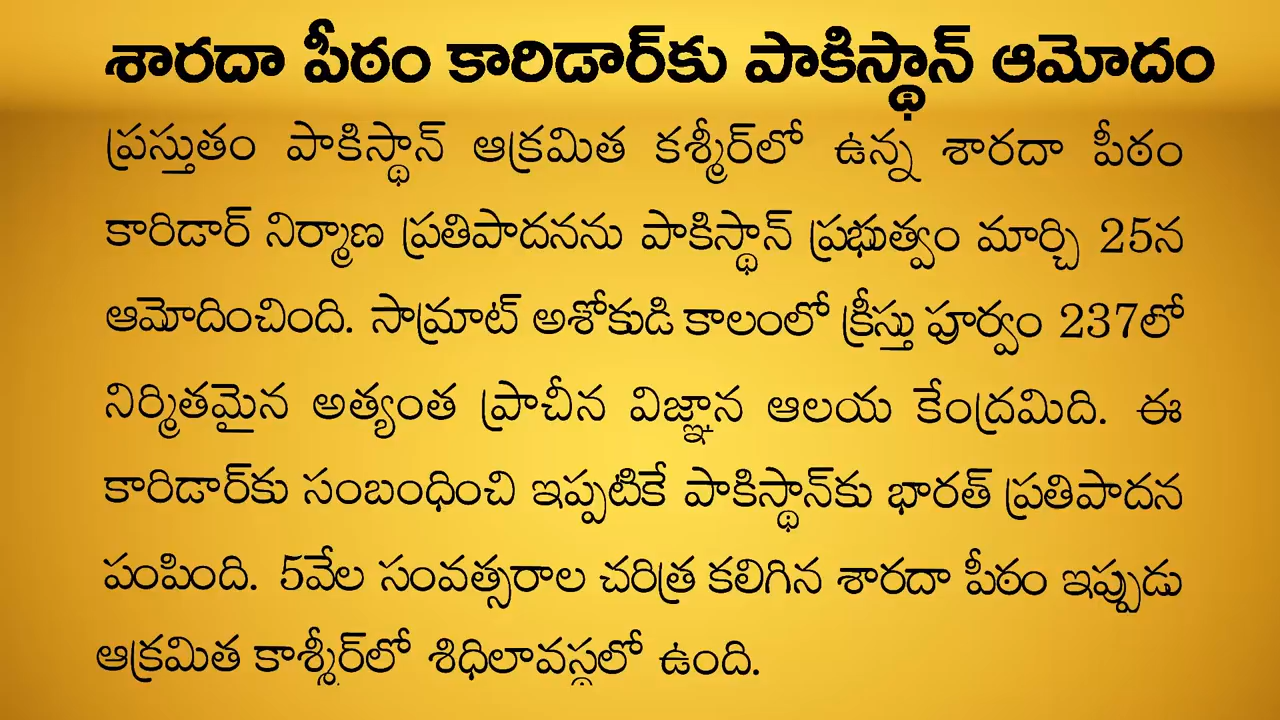 శారదా పీఠం కారిడార్‌కు పాకిస్థాన్ ఆమోదం
ప్రస్తుతం పాకిస్థాన్ ఆక్రమిత కశ్మీర్‌లో ఉన్న శారదా పీఠం
కారిడార్ నిర్మాణ ప్రతిపాదనను పాకిస్థాన్ ప్రభుత్వం మార్చి 25న
ఆమోదించింది. సామ్రాట్ అశోకుడి కాలంలో క్రీస్తు పూర్వం 237లో
నిర్మితమైన అత్యంత ప్రాచీన విజ్ఞాన ఆలయ కేంద్రమిది. ఈ
కారిడార్‌కు సంబంధించి ఇప్పటికే పాకిస్థాన్‌కు భారత్ ప్రతిపాదన
పంపింది. 5వేల సంవత్సరాల చరిత్ర కలిగిన శారదా పీఠం ఇప్పుడు
ఆక్రమిత కాశ్మీర్‌లో శిధిలావస్థలో ఉంది.